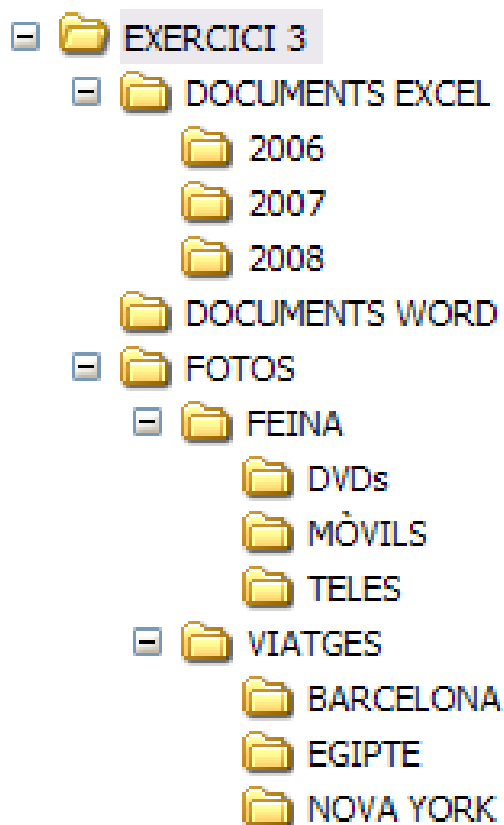 EXERCICI 3
DOCUMENTS EXCEL
2006
2007
2008
DOCUMENTS WORD
FOTOS
FEINA
DVDs
MÒVILS
TELES
VIATGES
BARCELONA
EGIPTE
NOVA YORK